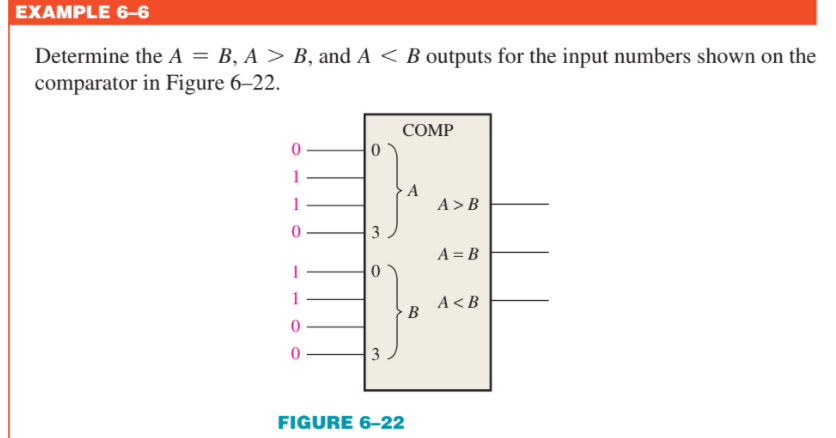 EXAMPLE 6–6
Determine the A = B, A > B, and A < B outputs for the input numbers shown on the
comparator in Figure 6–22.
COMP
0 0
1
A
1 A > B
0 3
A = B
1 0
1 A < B
B
0
0 3
FIGURE 6–22